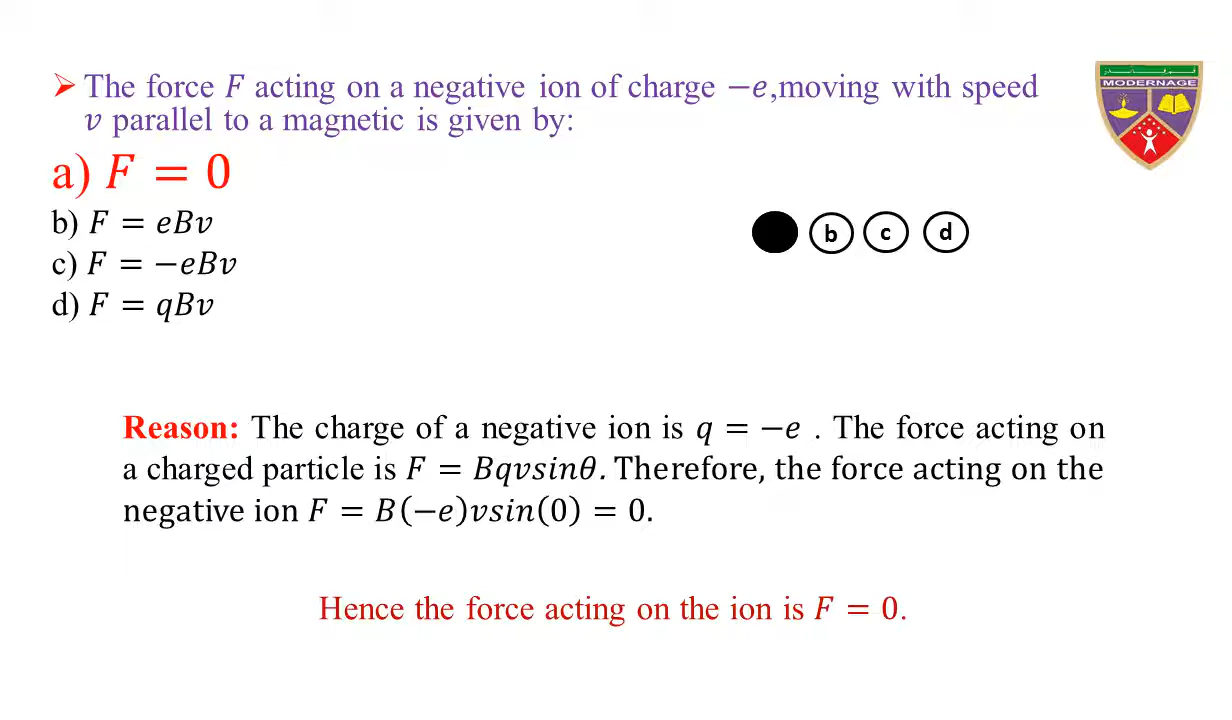 ➢ The force 𝐹 acting on a negative ion of charge −𝑒,moving with speed
𝑣 parallel to a magnetic is given by:
MODERNAGE
a) 𝐹 = 0
b) 𝐹 = 𝑒𝐵𝑣
b c d
c) 𝐹 = −𝑒𝐵𝑣
d) 𝐹 = 𝑞𝐵𝑣
Reason: The charge of a negative ion is 𝑞 = −𝑒 . The force acting on
a charged particle is 𝐹 = 𝐵𝑞𝑣𝑠𝑖𝑛𝜃. Therefore, the force acting on the
negative ion 𝐹 = 𝐵(−𝑒)𝑣𝑠𝑖𝑛(0) = 0.
Hence the force acting on the ion is 𝐹 = 0.